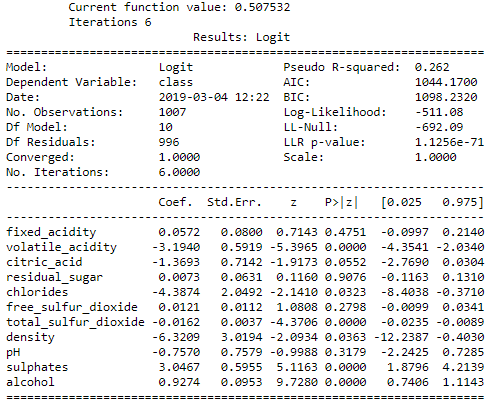 Current function value: 0.507532
Iterations 6
Results: Logit
=================================================================
Model: Logit Pseudo R-squared: 0.262
Dependent Variable: class AIC: 1044.1700
Date: 2019-03-04 12:22 BIC: 1098.2320
No. Observations: 1007 Log-Likelihood: -511.08
Df Model: 10 LL-Null: -692.09
Df Residuals: 996 LLR p-value: 1.1256e-71
Converged: 1.0000 Scale: 1.0000
No. Iterations: 6.0000
-----------------------------------------------------------------
Coef. Std.Err. z P>|z| [0.025 0.975]
-----------------------------------------------------------------
fixed_acidity 0.0572 0.0800 0.7143 0.4751 -0.0997 0.2140
volatile_acidity -3.1940 0.5919 -5.3965 0.0000 -4.3541 -2.0340
citric_acid -1.3693 0.7142 -1.9173 0.0552 -2.7690 0.0304
residual_sugar 0.0073 0.0631 0.1160 0.9076 -0.1163 0.1310
chlorides -4.3874 2.0492 -2.1410 0.0323 -8.4038 -0.3710
free_sulfur_dioxide 0.0121 0.0112 1.0808 0.2798 -0.0099 0.0341
total_sulfur_dioxide -0.0162 0.0037 -4.3706 0.0000 -0.0235 -0.0089
density -6.3209 3.0194 -2.0934 0.0363 -12.2387 -0.4030
pH -0.7570 0.7579 -0.9988 0.3179 -2.2425 0.7285
sulphates 3.0467 0.5955 5.1163 0.0000 1.8796 4.2139
alcohol 0.9274 0.0953 9.7280 0.0000 0.7406 1.1143
=================================================================